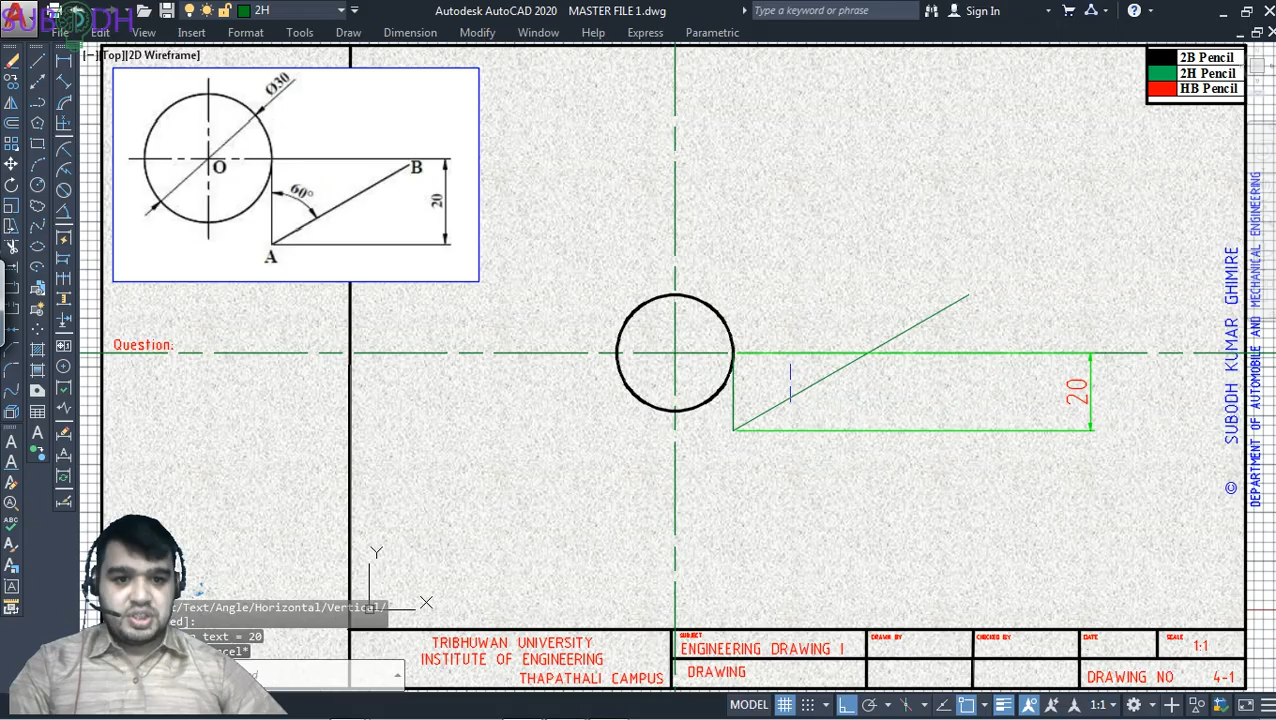 SUBODH
2H
Autodesk AutoCAD 2020 MASTER FILE1.dwg
Type a keyword or phrase
Sign In
File Edit View Insert Format Tools Draw Dimension Modify Window Help Express Parametric
[−][Top][2D Wireframe]
2B Pencil
2H Pencil
HB Pencil
Ø30
O
B
60°
20
A
Question:
20
© SUBODH KUMAR GHIMIRE
DEPARTMENT OF AUTOMOBILE AND MECHANICAL ENGINEERING
Y
X
/Text/Angle/Horizontal/Vertical/
ed]:
text = 20
ncel*
TRIBHUWAN UNIVERSITY
INSTITUTE OF ENGINEERING
THAPATHALI CAMPUS
SUBJECT
ENGINEERING DRAWING I
DRAWING
DRAWN BY
CHECKED BY
DATE
SCALE
1:1
DRAWING NO 4-1
MODEL
1:1